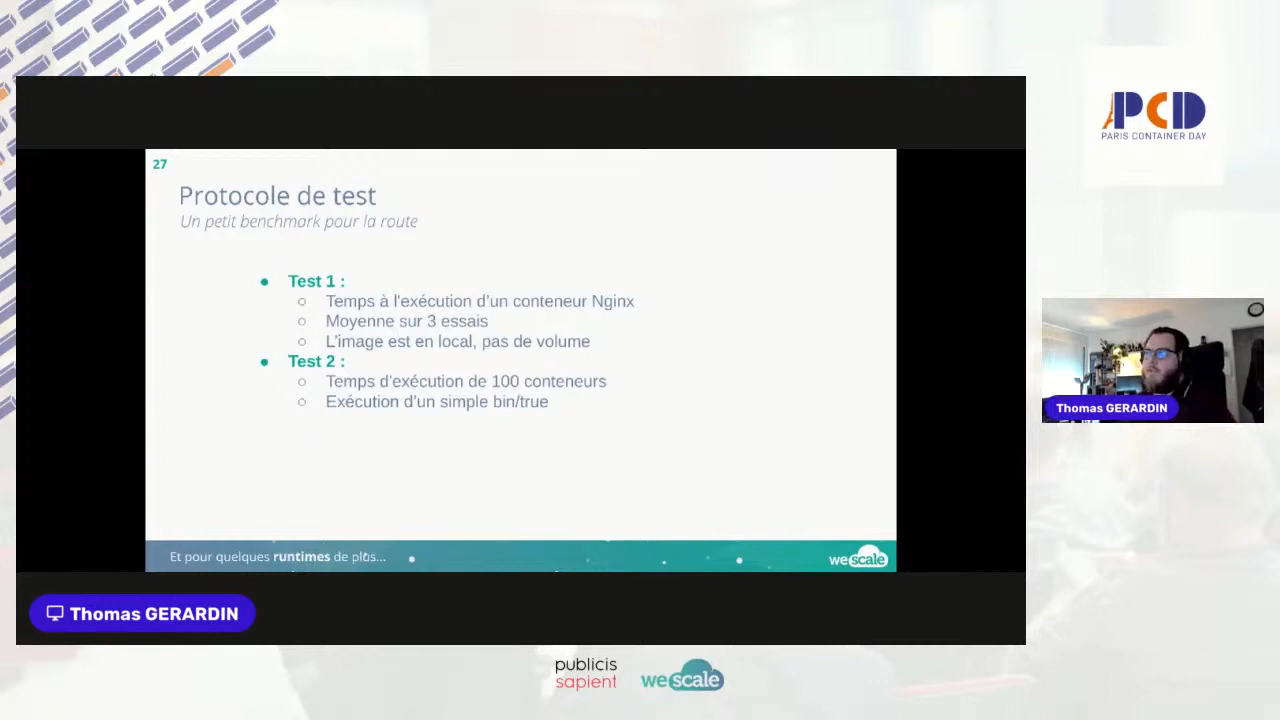 PCD
PARIS CONTAINER DAY
27
Protocole de test
Un petit benchmark pour la route
Test 1 :
Temps à l'exécution d'un conteneur Nginx
Moyenne sur 3 essais
L'image est en local, pas de volume
Test 2 :
Temps d'exécution de 100 conteneurs
Exécution d'un simple bin/true
Et pour quelques runtimes de plus...
wescale
Thomas GERARDIN
Thomas GERARDIN
publicis
sapient
wescale